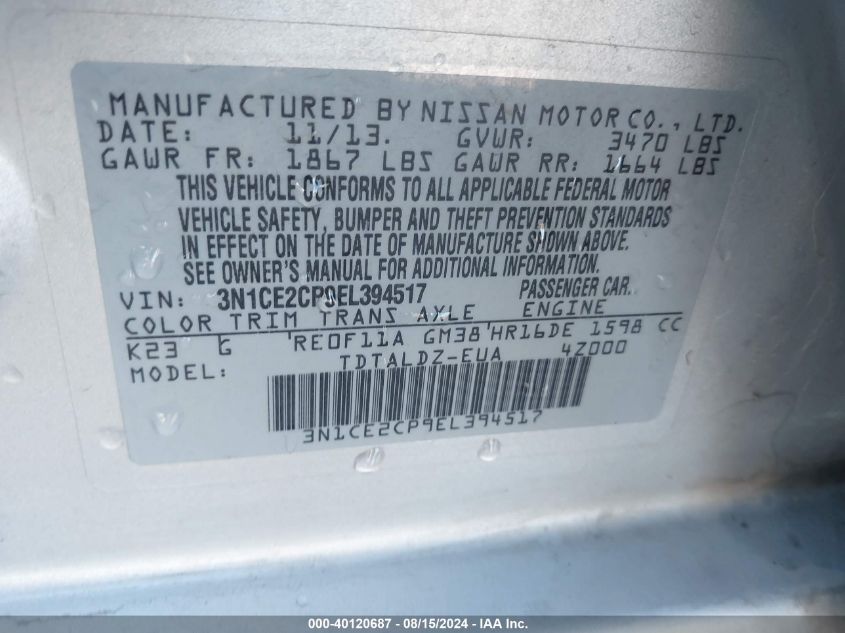 MANUFACTURED BY NISSAN MOTOR CO., LTD.
DATE: 11/13. GVWR: 3470 LBS
GAWR FR: 1867 LBS GAWR RR: 1664 LBS
THIS VEHICLE CONFORMS TO ALL APPLICABLE FEDERAL MOTOR
VEHICLE SAFETY, BUMPER AND THEFT PREVENTION STANDARDS
IN EFFECT ON THE DATE OF MANUFACTURE SHOWN ABOVE.
SEE OWNER'S MANUAL FOR ADDITIONAL INFORMATION.
VIN: 3N1CE2CP9EL394517 PASSENGER CAR.
COLOR TRIM TRANS AXLE ENGINE
K23 G RE0F11A GM38 HR16DE 1598 CC
MODEL: TDTALDZ-EUA 4Z000
3N1CE2CP9EL394517
000-40120687 - 08/15/2024 - IAA Inc.